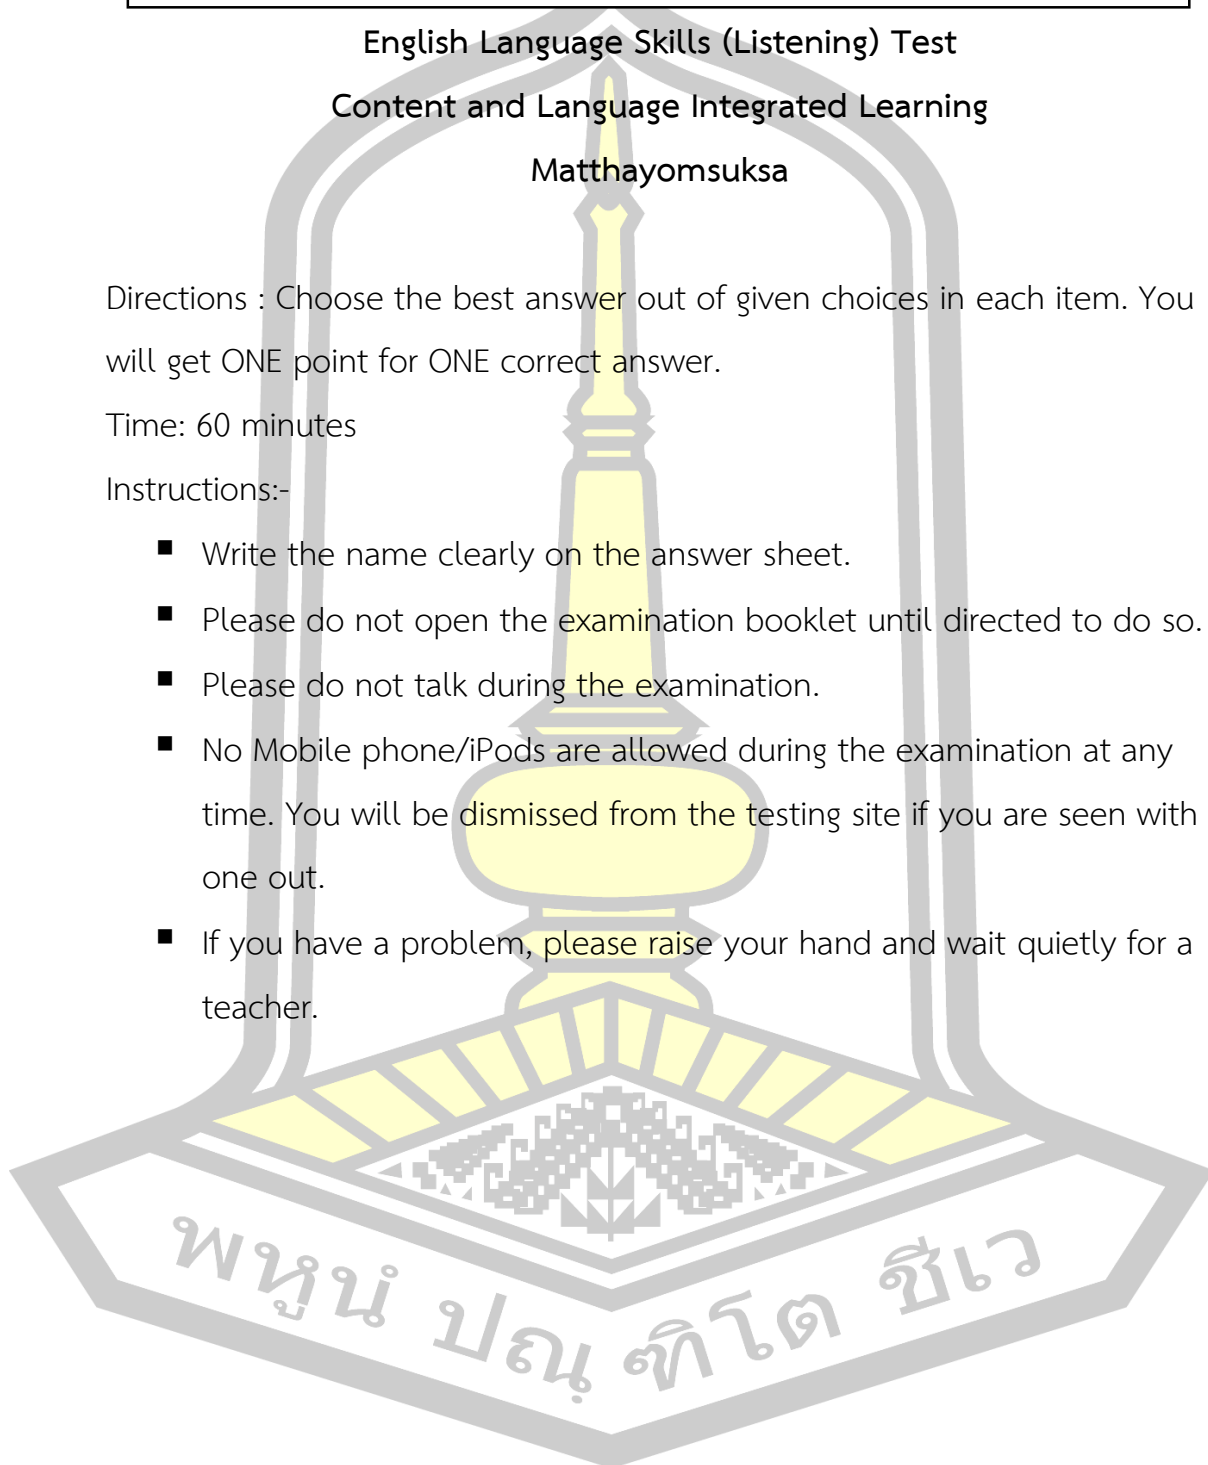 English Language Skills (Listening) Test
Content and Language Integrated Learning
Matthayomsuksa
Directions : Choose the best answer out of given choices in each item. You
will get ONE point for ONE correct answer.
Time: 60 minutes
Instructions:-
▪ Write the name clearly on the answer sheet.
▪ Please do not open the examination booklet until directed to do so.
▪ Please do not talk during the examination.
▪ No Mobile phone/iPods are allowed during the examination at any
time. You will be dismissed from the testing site if you are seen with
one out.
▪ If you have a problem, please raise your hand and wait quietly for a
teacher.
พหูนํ ปณฺฑิโต ชีเว